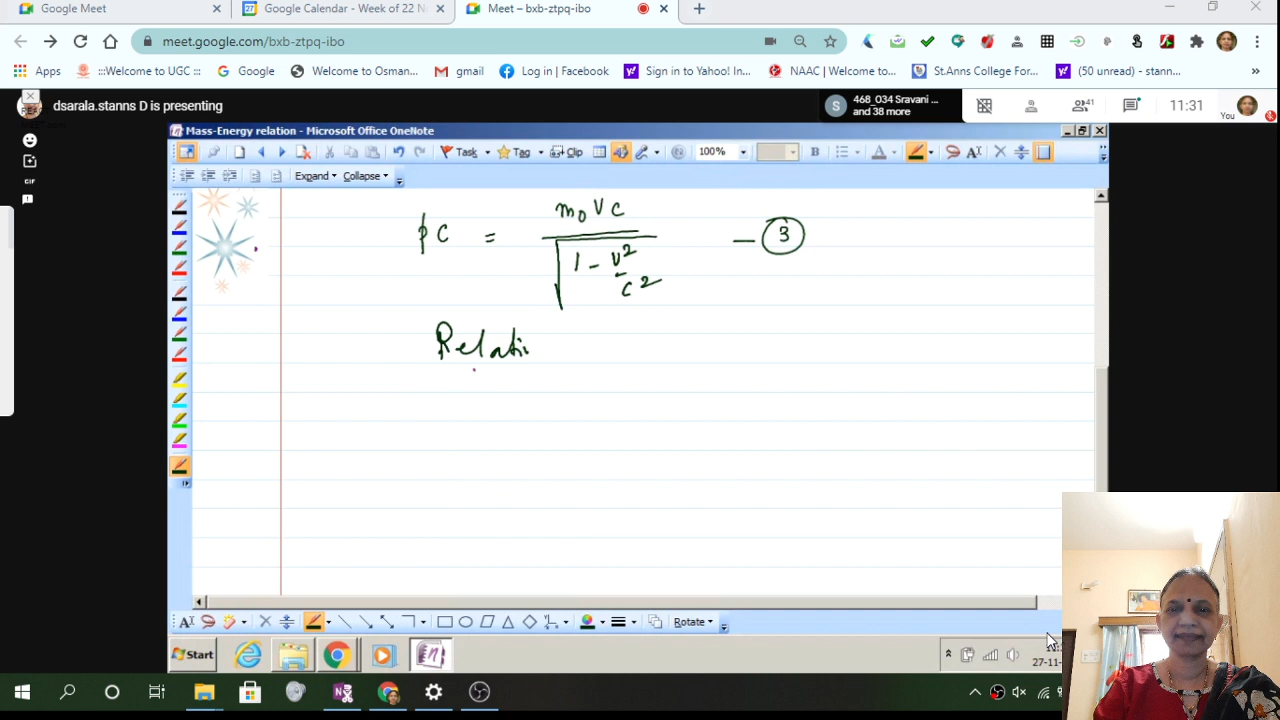 Google Meet
Google Calendar - Week of 22 N
Meet – bxb-ztpq-ibo
meet.google.com/bxb-ztpq-ibo
Apps
:::Welcome to UGC :::
Google
Welcome to Osman...
gmail
Log in | Facebook
Sign in to Yahoo! In...
NAAC | Welcome to...
St.Anns College For...
(50 unread) - stann...
»
dsarala.stanns D is presenting
S
468_034 Sravani ...
and 38 more
41
11:31
You
GIF
Mass-Energy relation - Microsoft Office OneNote
Task
Tag
Clip
100%
B
A
Expand
Collapse
pC = m₀vc / √(1 - v²/c²) — ③
Relati
Rotate
Start
27-11-